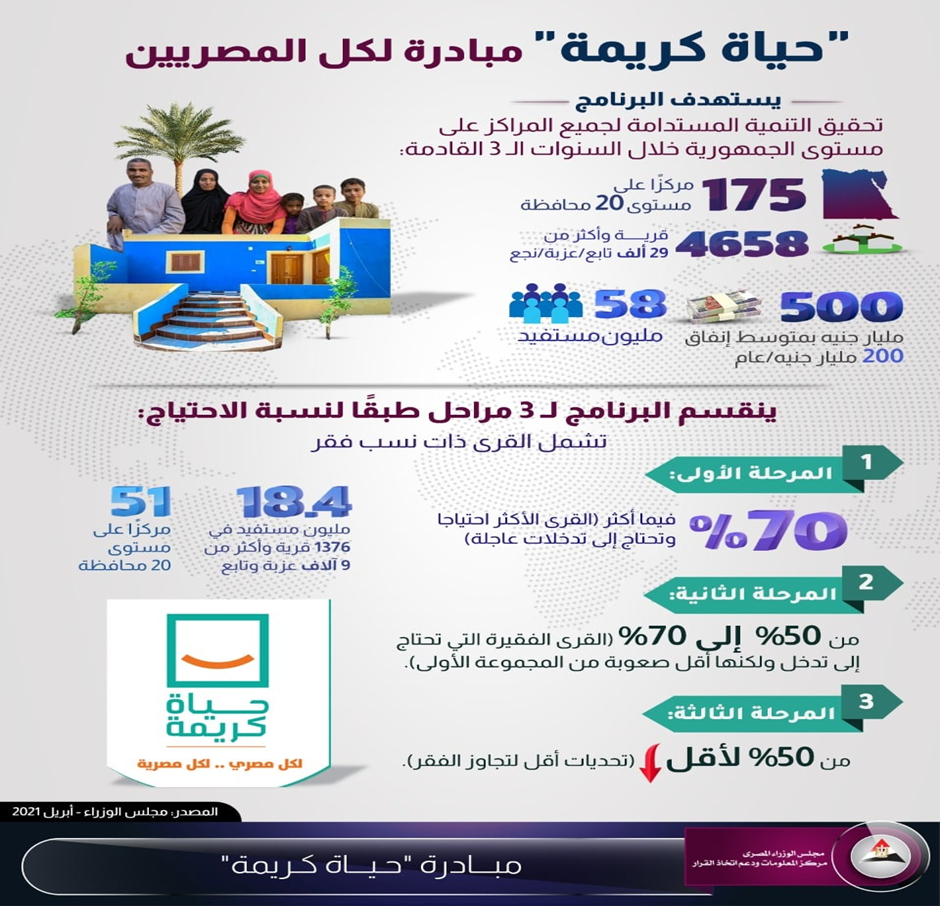 "حياة كريمة" مبادرة لكل المصريين
يستهدف البرنامج
تحقيق التنمية المستدامة لجميع المراكز على
مستوى الجمهورية خلال السنوات الـ 3 القادمة:
175 مركزًا على
مستوى 20 محافظة
4658 قريــــة وأكثر من
29 ألف تابع/عزبة/نجع
500
مليار جنيه بمتوسط إنفاق
200 مليار جنيه/عام
58
مليون مستفيد
ينقسم البرنامج لـ 3 مراحل طبقًا لنسبة الاحتياج:
تشمل القرى ذات نسب فقر
1 المرحلة الأولى:
70% فيما أكثر (القرى الأكثر احتياجا
وتحتاج إلى تدخلات عاجلة)
18.4
مليون مستفيد في
1376 قرية وأكثر من
9 آلاف عزبة وتابع
51
مركزًا على
مستوى
20 محافظة
2 المرحلة الثانية:
من 50% إلى 70% (القرى الفقيرة التي تحتاج
إلى تدخل ولكنها أقل صعوبة من المجموعة الأولى).
3 المرحلة الثالثة:
من 50% لأقل (تحديات أقل لتجاوز الفقر).
حياة
كريمة
لكل مصري .. لكل مصرية
المصدر: مجلس الوزراء - أبريل 2021
مجلس الوزراء المصرى
مركز المعلومات ودعم اتخاذ القرار
مبــادرة "حيــاة كـريمة"